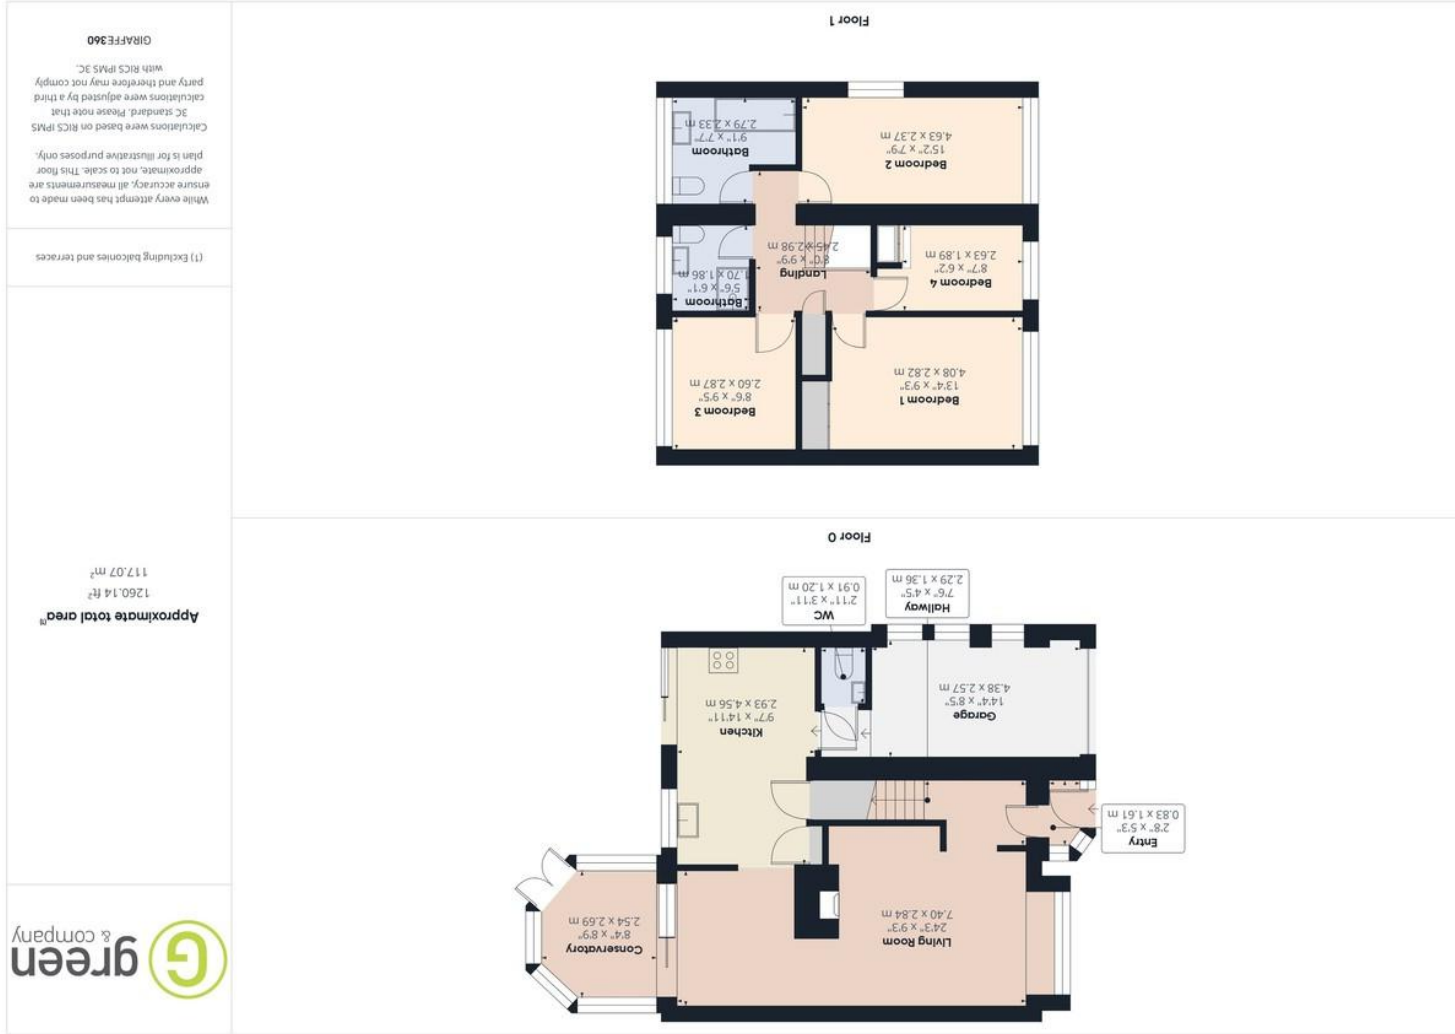 Living Room
24'3" x 9'3"
7.40 x 2.84 m
Conservatory
8'4" x 8'9"
2.54 x 2.69 m
Entry
2'8" x 5'3"
0.83 x 1.61 m
Kitchen
9'7" x 14'11"
2.93 x 4.56 m
Garage
14'4" x 8'5"
4.38 x 2.57 m
Hallway
7'6" x 4'5"
2.29 x 1.36 m
WC
2'11" x 3'11"
0.91 x 1.20 m
Floor 0
Bedroom 1
13'4" x 9'3"
4.08 x 2.82 m
Bedroom 3
8'6" x 9'5"
2.60 x 2.87 m
Bedroom 4
8'7" x 6'2"
2.63 x 1.89 m
Landing
8'0" x 9'9"
2.45 x 2.98 m
Bathroom
5'6" x 6'1"
1.70 x 1.86 m
Bedroom 2
15'2" x 7'9"
4.63 x 2.37 m
Bathroom
9'1" x 7'7"
2.79 x 2.33 m
Floor 1
G green
& company
Approximate total area(1)
1260.14 ft²
117.07 m²
(1) Excluding balconies and terraces
While every attempt has been made to
ensure accuracy, all measurements are
approximate, not to scale. This floor
plan is for illustrative purposes only.
Calculations were based on RICS IPMS
3C standard. Please note that
calculations were adjusted by a third
party and therefore may not comply
with RICS IPMS 3C.
GIRAFFE360